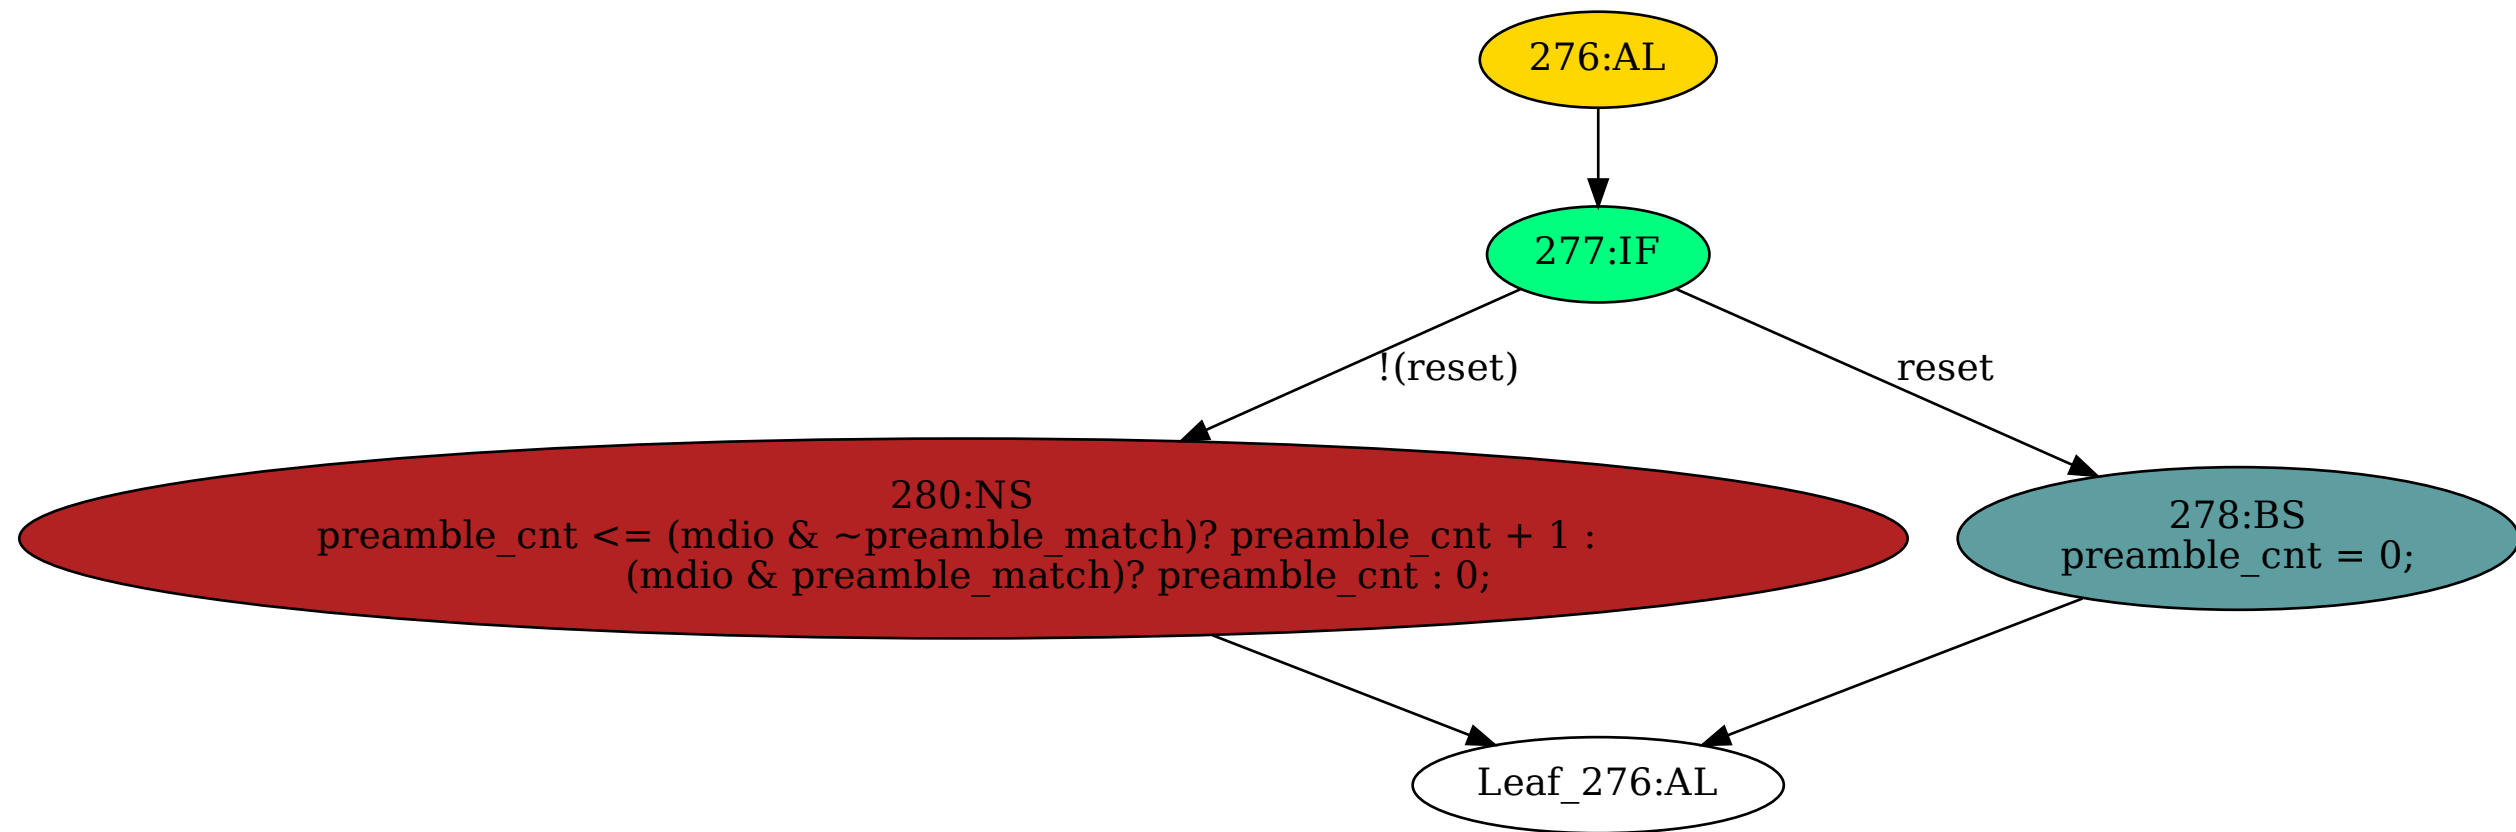 276:AL
277:IF
!(reset)
reset
280:NS
preamble_cnt <= (mdio & ~preamble_match)? preamble_cnt + 1 :
(mdio & preamble_match)? preamble_cnt : 0;
278:BS
preamble_cnt = 0;
Leaf_276:AL